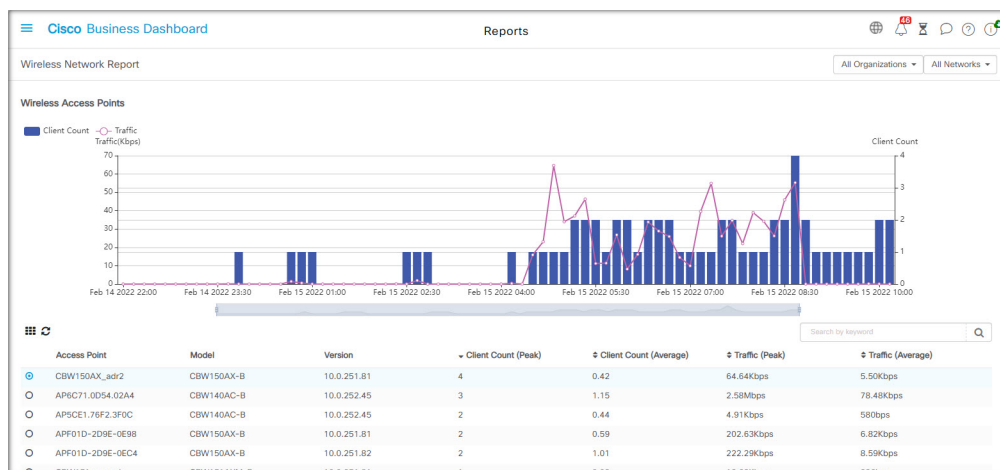 Cisco Business Dashboard
Reports
46
Wireless Network Report
All Organizations
All Networks
Wireless Access Points
Client Count
Traffic
Traffic(Kbps)
Client Count
70
60
50
40
30
20
10
0
4
3
2
1
0
Feb 14 2022 22:00
Feb 14 2022 23:30
Feb 15 2022 01:00
Feb 15 2022 02:30
Feb 15 2022 04:00
Feb 15 2022 05:30
Feb 15 2022 07:00
Feb 15 2022 08:30
Feb 15 2022 10:00
Search by keyword
Access Point Model Version Client Count (Peak) Client Count (Average) Traffic (Peak) Traffic (Average)
CBW150AX_adr2 CBW150AX-B 10.0.251.81 4 0.42 64.64Kbps 5.50Kbps
AP6C71.0D54.02A4 CBW140AC-B 10.0.252.45 3 1.15 2.58Mbps 78.48Kbps
AP5CE1.76F2.3F0C CBW140AC-B 10.0.252.45 2 0.44 4.91Kbps 580bps
APF01D-2D9E-0E98 CBW150AX-B 10.0.251.81 2 0.59 202.63Kbps 6.82Kbps
APF01D-2D9E-0EC4 CBW150AX-B 10.0.251.82 2 1.01 222.29Kbps 8.59Kbps